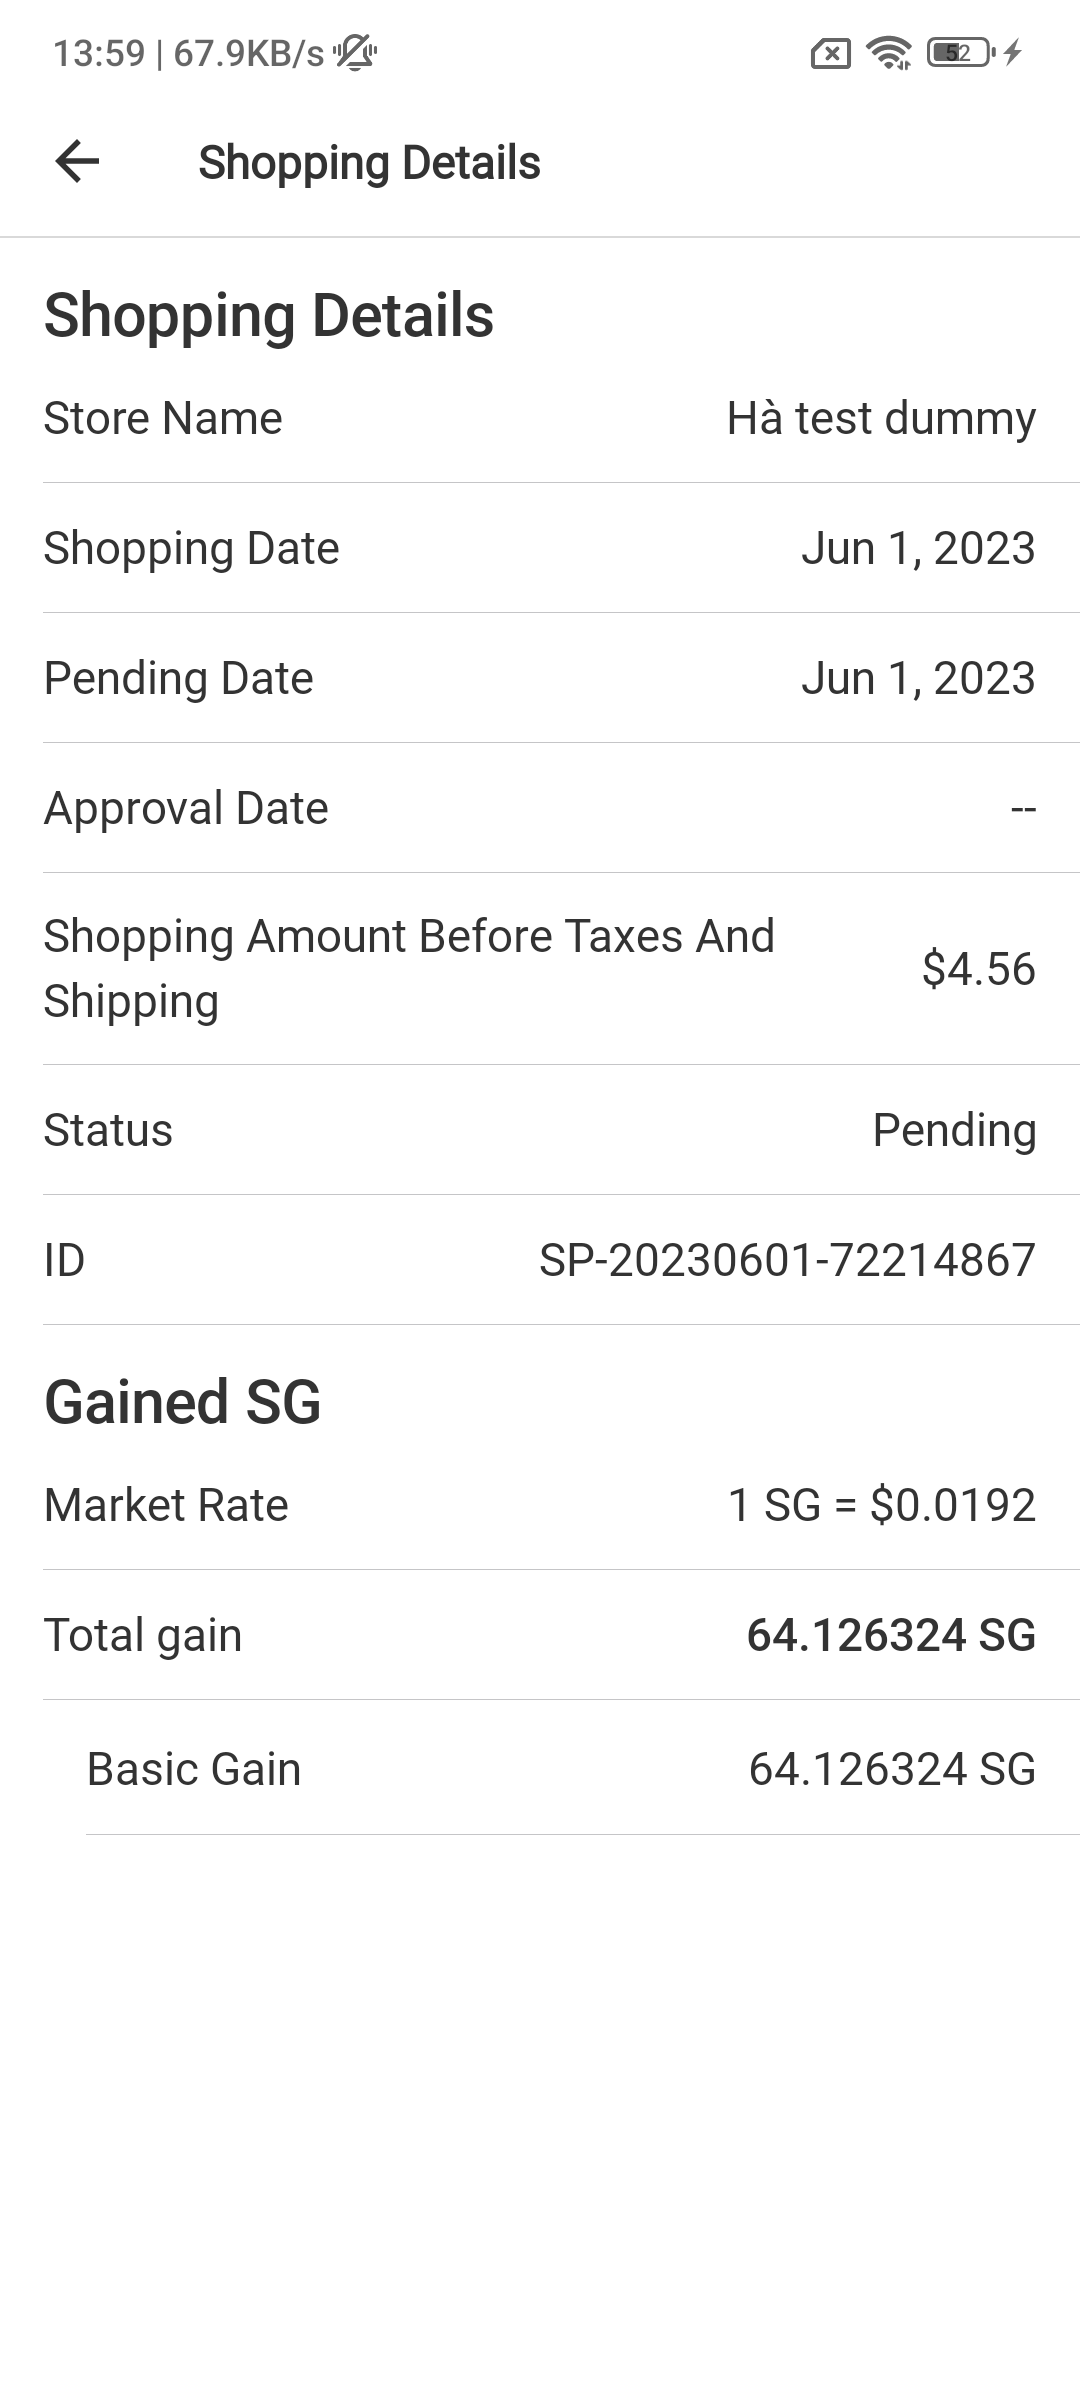 13:59 | 67.9KB/s
52
Shopping Details
Shopping Details
Store Name Hà test dummy
Shopping Date Jun 1, 2023
Pending Date Jun 1, 2023
Approval Date --
Shopping Amount Before Taxes And
Shipping $4.56
Status Pending
ID SP-20230601-72214867
Gained SG
Market Rate 1 SG = $0.0192
Total gain 64.126324 SG
Basic Gain 64.126324 SG